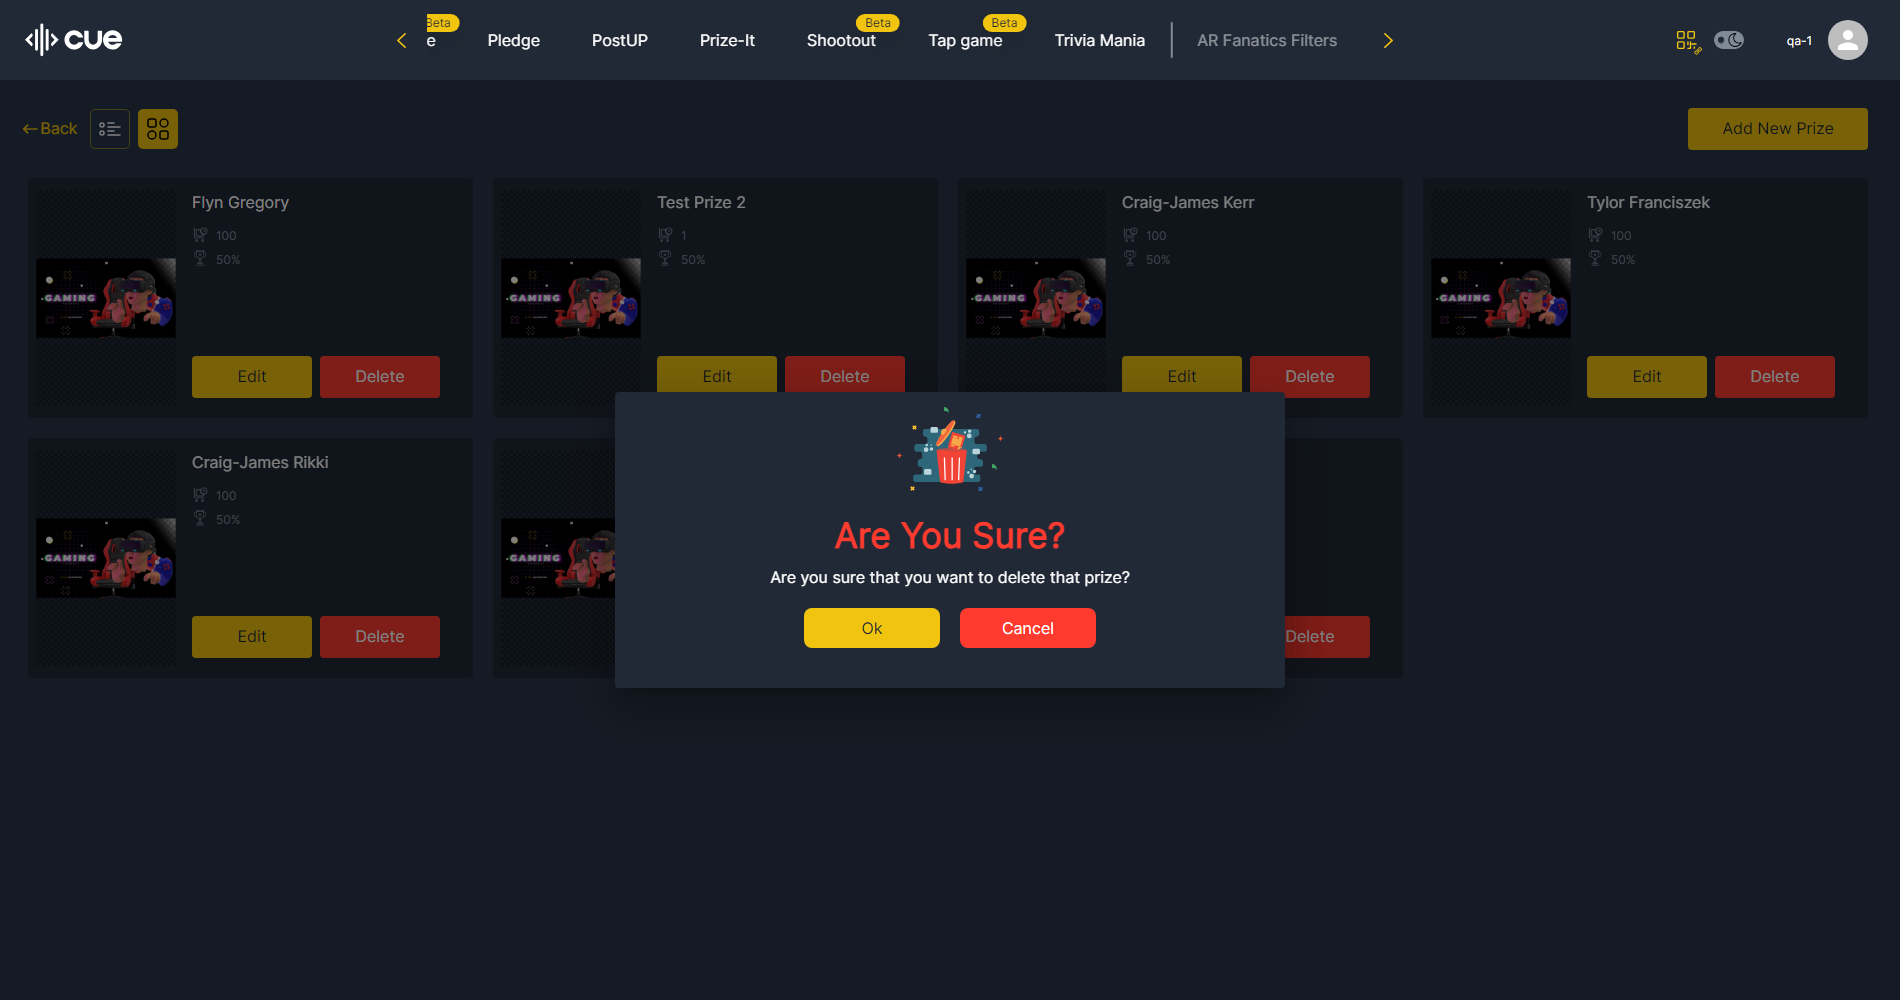 cue
Beta
e
Pledge
PostUP
Prize-It
Shootout
Beta
Tap game
Beta
Trivia Mania
AR Fanatics Filters
qa-1
Back
Add New Prize
Flyn Gregory
100
50%
GAMING
Edit
Delete
Test Prize 2
1
50%
GAMING
Edit
Delete
Craig-James Kerr
100
50%
GAMING
Edit
Delete
Tylor Franciszek
100
50%
GAMING
Edit
Delete
Craig-James Rikki
100
50%
GAMING
Edit
Delete
GAMING
Delete
Are You Sure?
Are you sure that you want to delete that prize?
Ok
Cancel